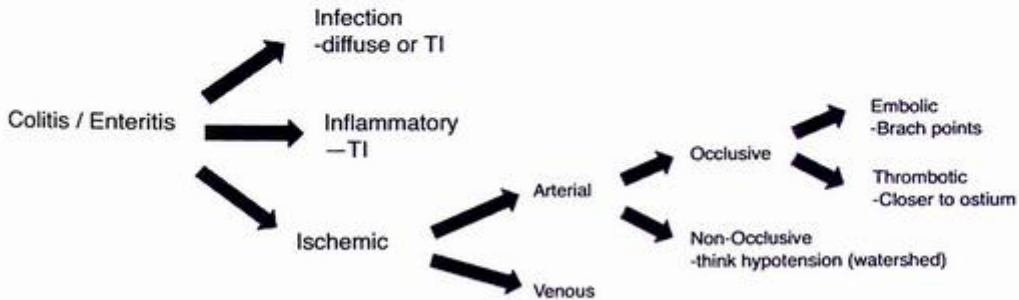 Infection
-diffuse or TI
Colitis / Enteritis
Inflammatory
—TI
Ischemic
Arterial
Venous
Occlusive
Non-Occlusive
-think hypotension (watershed)
Embolic
-Brach points
Thrombotic
-Closer to ostium